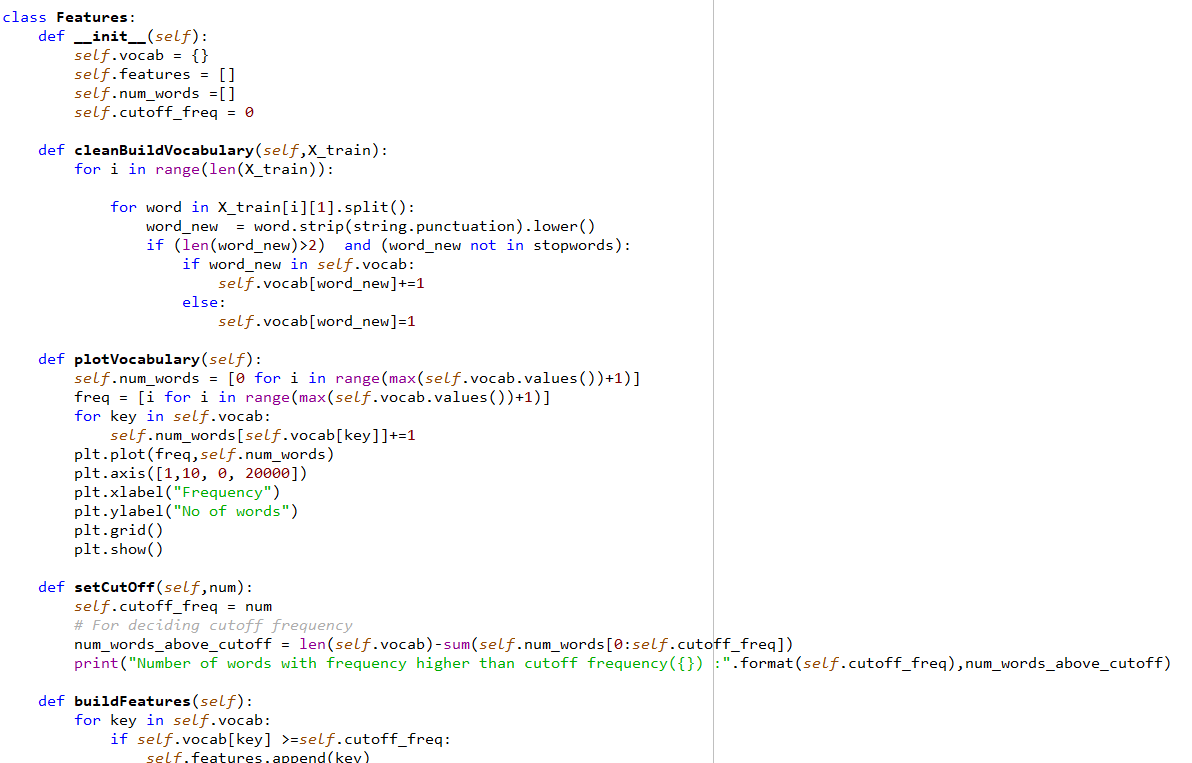 class Features:
    def __init__(self):
        self.vocab = {}
        self.features = []
        self.num_words =[]
        self.cutoff_freq = 0

    def cleanBuildVocabulary(self,X_train):
        for i in range(len(X_train)):

            for word in X_train[i][1].split():
                word_new  = word.strip(string.punctuation).lower()
                if (len(word_new)>2)  and (word_new not in stopwords):
                    if word_new in self.vocab:
                        self.vocab[word_new]+=1
                    else:
                        self.vocab[word_new]=1

    def plotVocabulary(self):
        self.num_words = [0 for i in range(max(self.vocab.values())+1)]
        freq = [i for i in range(max(self.vocab.values())+1)]
        for key in self.vocab:
            self.num_words[self.vocab[key]]+=1
        plt.plot(freq,self.num_words)
        plt.axis([1,10, 0, 20000])
        plt.xlabel("Frequency")
        plt.ylabel("No of words")
        plt.grid()
        plt.show()

    def setCutOff(self,num):
        self.cutoff_freq = num
        # For deciding cutoff frequency
        num_words_above_cutoff = len(self.vocab)-sum(self.num_words[0:self.cutoff_freq])
        print("Number of words with frequency higher than cutoff frequency({}) :".format(self.cutoff_freq),num_words_above_cutoff)

    def buildFeatures(self):
        for key in self.vocab:
            if self.vocab[key] >=self.cutoff_freq:
                self.features.append(key)